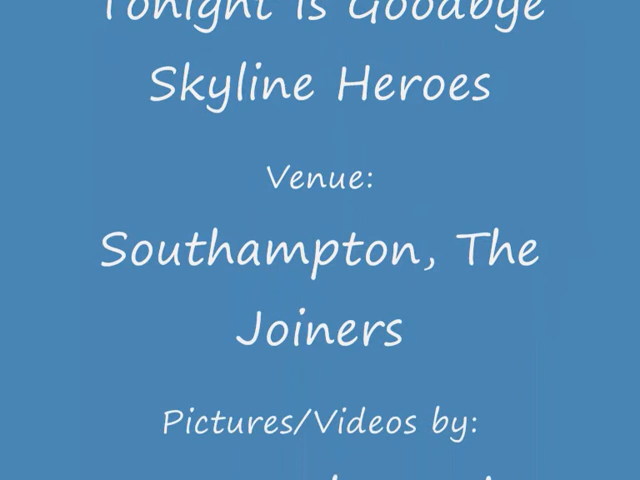 Tonight Is Goodbye
Skyline Heroes
Venue:
Southampton, The
Joiners
Pictures/Videos by: